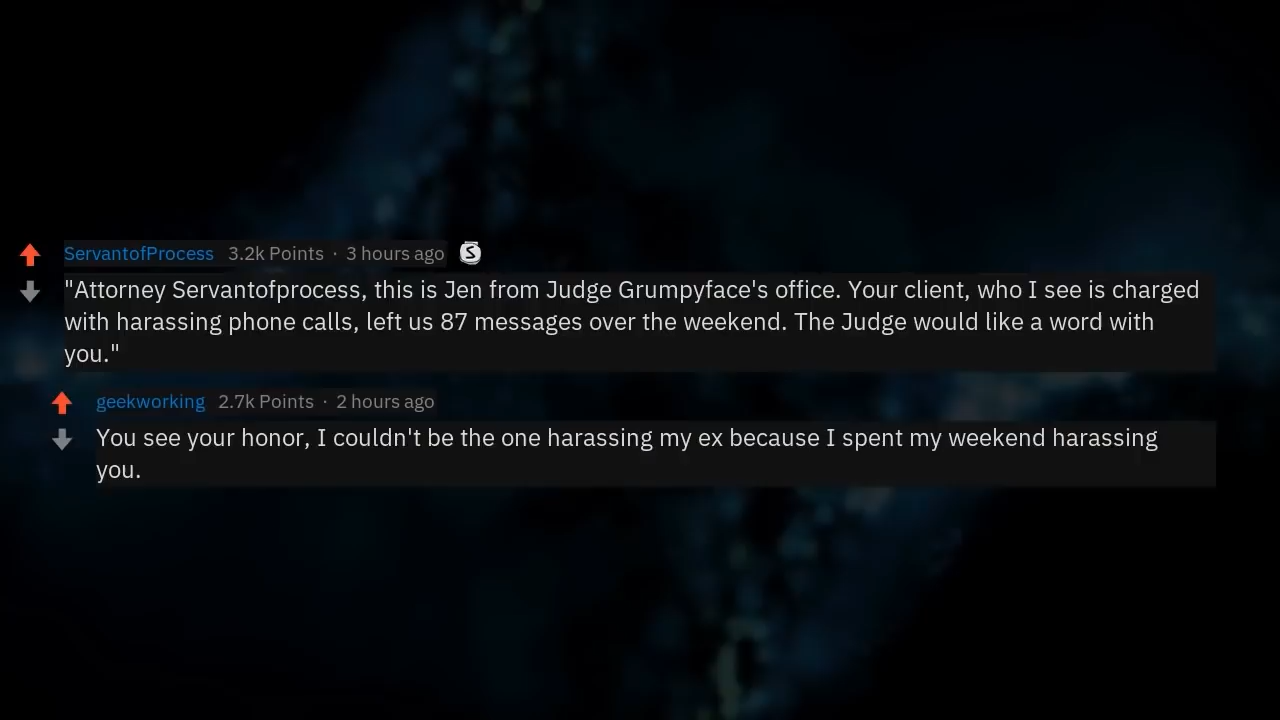 ServantofProcess 3.2k Points · 3 hours ago S
"Attorney Servantofprocess, this is Jen from Judge Grumpyface's office. Your client, who I see is charged
with harassing phone calls, left us 87 messages over the weekend. The Judge would like a word with
you."
geekworking 2.7k Points · 2 hours ago
You see your honor, I couldn't be the one harassing my ex because I spent my weekend harassing
you.